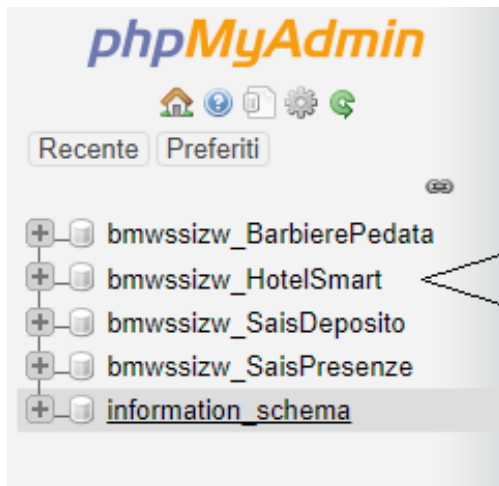 phpMyAdmin
Recente Preferiti
bmwssizw_BarbierePedata
bmwssizw_HotelSmart
bmwssizw_SaisDeposito
bmwssizw_SaisPresenze
information_schema